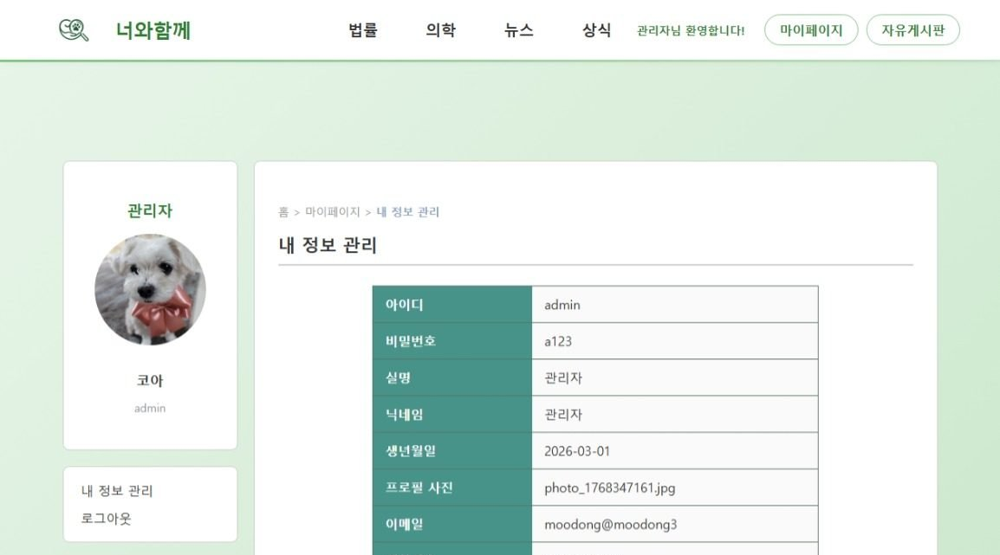 너와함께
법률 의학 뉴스 상식 관리자님 환영합니다! 마이페이지 자유게시판
관리자
코아
admin
내 정보 관리
로그아웃
홈 > 마이페이지 > 내 정보 관리
내 정보 관리
아이디 admin
비밀번호 a123
실명 관리자
닉네임 관리자
생년월일 2026-03-01
프로필 사진 photo_1768347161.jpg
이메일 moodong@moodong3